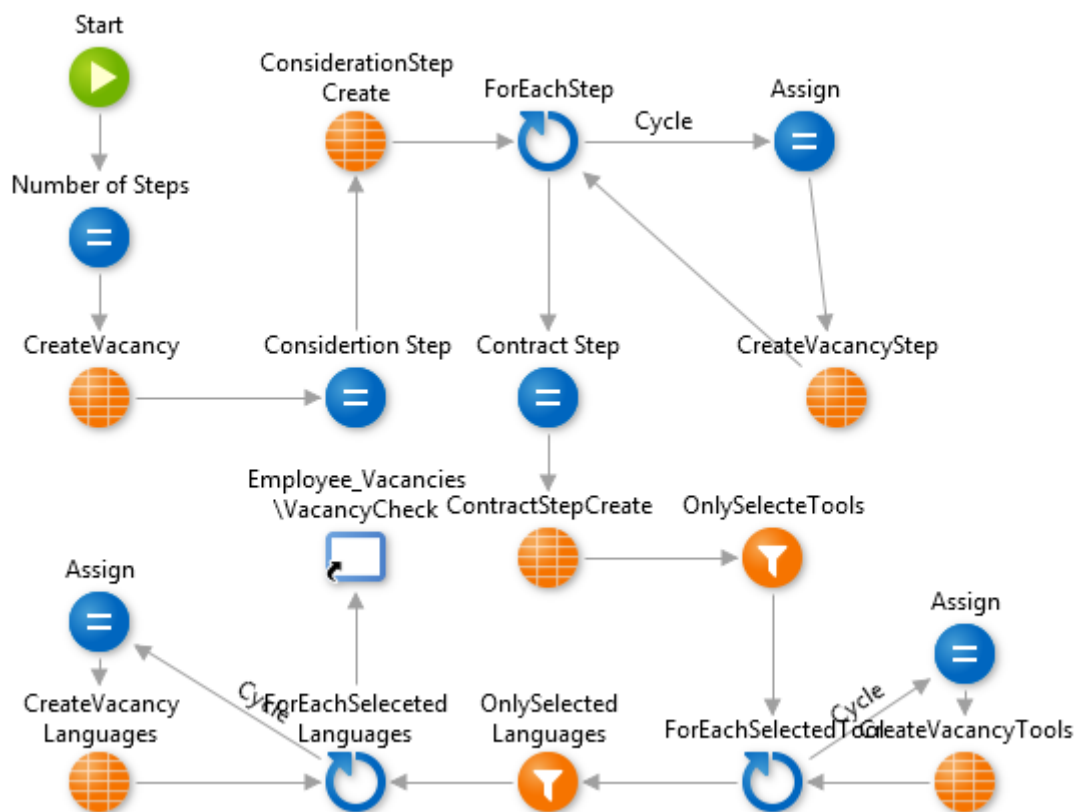 Start
ConsiderationStep
Create
ForEachStep
Assign
Cycle
Number of Steps
CreateVacancy
Considertion Step
Contract Step
CreateVacancyStep
Employee_Vacancies
\VacancyCheck
ContractStepCreate
OnlySelecteTools
Assign
Assign
CreateVacancy
Languages
Cycle
ForEachSeleceted
Languages
OnlySelected
Languages
ForEachSelectedTool
Cycle
CreateVacancyTools